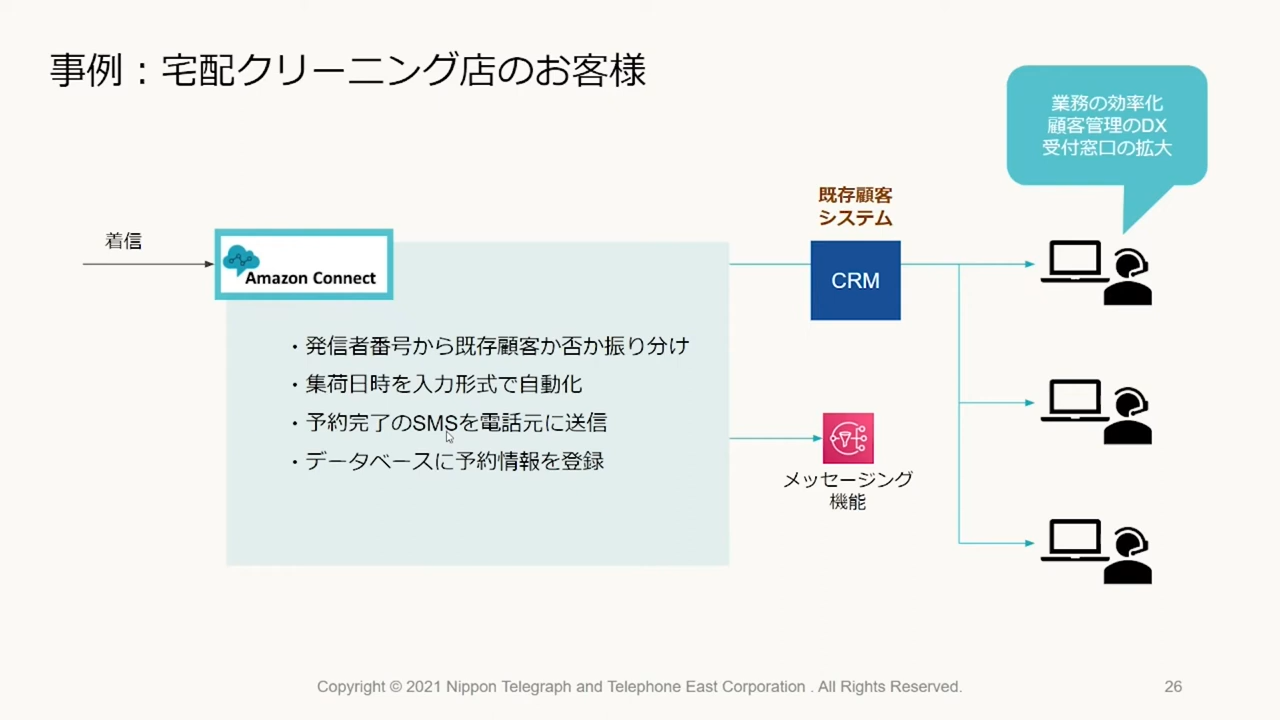 事例：宅配クリーニング店のお客様
業務の効率化
顧客管理のDX
受付窓口の拡大
既存顧客
システム
着信
Amazon Connect
CRM
・発信者番号から既存顧客か否か振り分け
・集荷日時を入力形式で自動化
・予約完了のSMSを電話元に送信
・データベースに予約情報を登録
メッセージング
機能
Copyright © 2021 Nippon Telegraph and Telephone East Corporation . All Rights Reserved.
26